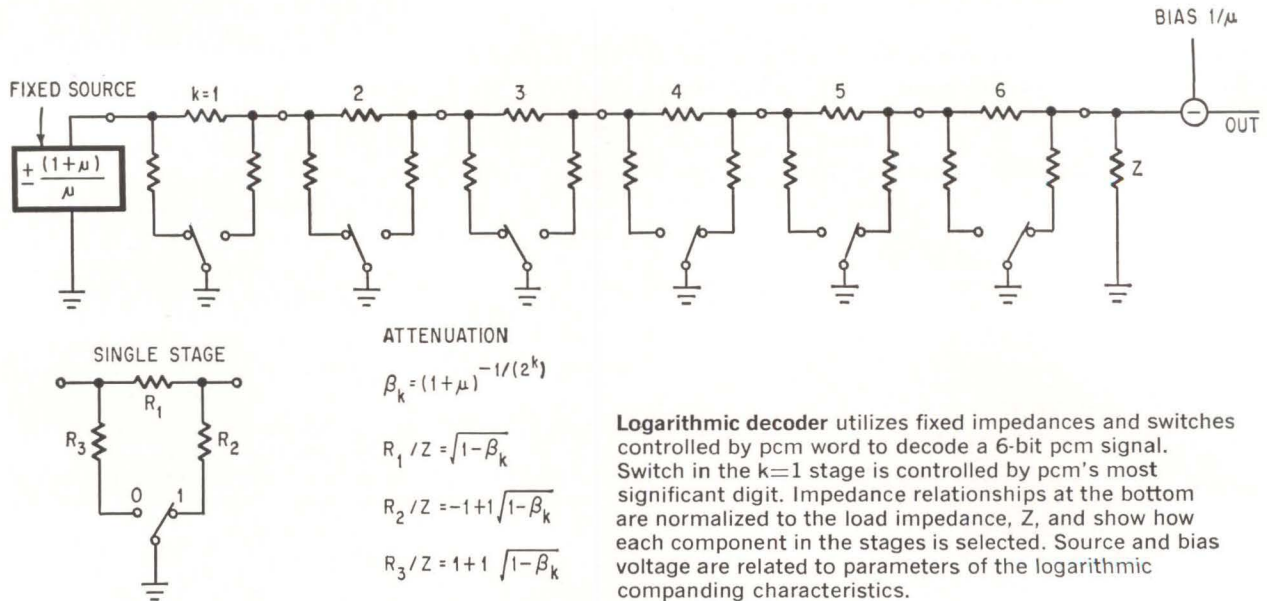 BIAS 1/μ
FIXED SOURCE
k=1
2
3
4
5
6
± (1+μ)/μ
−
OUT
Z
SINGLE STAGE
R₁
R₃
R₂
0
1
ATTENUATION
βₖ = (1+μ)^−1/(2^k)
R₁/Z = √1−βₖ
R₂/Z = −1+1√1−βₖ
R₃/Z = 1+1 √1−βₖ
Logarithmic decoder utilizes fixed impedances and switches
controlled by pcm word to decode a 6-bit pcm signal.
Switch in the k=1 stage is controlled by pcm's most
significant digit. Impedance relationships at the bottom
are normalized to the load impedance, Z, and show how
each component in the stages is selected. Source and bias
voltage are related to parameters of the logarithmic
companding characteristics.